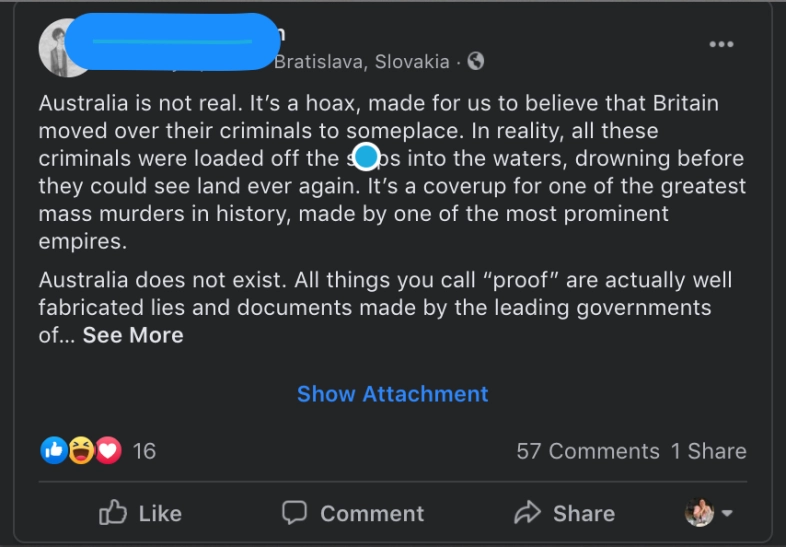 Bratislava, Slovakia ·
Australia is not real. It's a hoax, made for us to believe that Britain
moved over their criminals to someplace. In reality, all these
criminals were loaded off the into the waters, drowning before
they could see land ever again. It's a coverup for one of the greatest
mass murders in history, made by one of the most prominent
empires.
Australia does not exist. All things you call “proof” are actually well
fabricated lies and documents made by the leading governments
of... See More
Show Attachment
16 57 Comments 1 Share
Like Comment Share